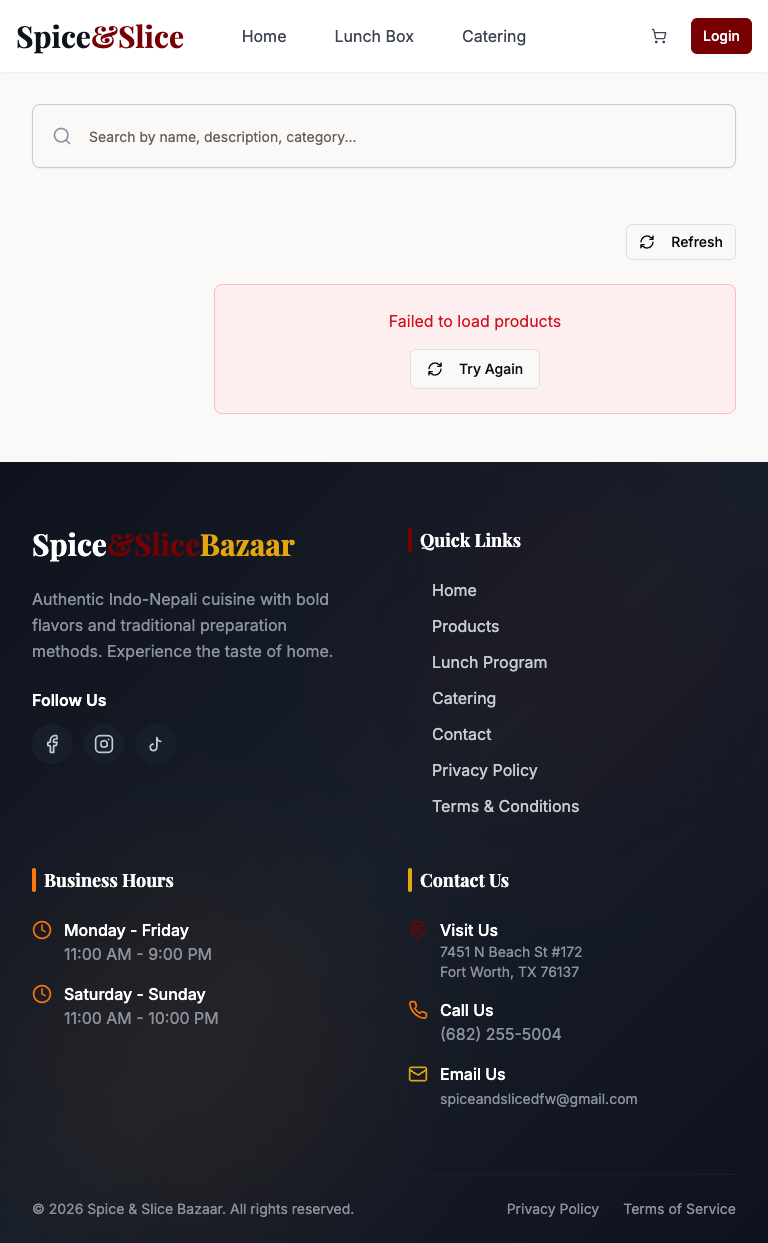 Spice&Slice
Home
Lunch Box
Catering
Login
Search by name, description, category...
Refresh
Failed to load products
Try Again
Spice&SliceBazaar
Authentic Indo-Nepali cuisine with bold
flavors and traditional preparation
methods. Experience the taste of home.
Follow Us
Quick Links
Home
Products
Lunch Program
Catering
Contact
Privacy Policy
Terms & Conditions
Business Hours
Monday - Friday
11:00 AM - 9:00 PM
Saturday - Sunday
11:00 AM - 10:00 PM
Contact Us
Visit Us
7451 N Beach St #172
Fort Worth, TX 76137
Call Us
(682) 255-5004
Email Us
spiceandslicedfw@gmail.com
© 2026 Spice & Slice Bazaar. All rights reserved.
Privacy Policy
Terms of Service